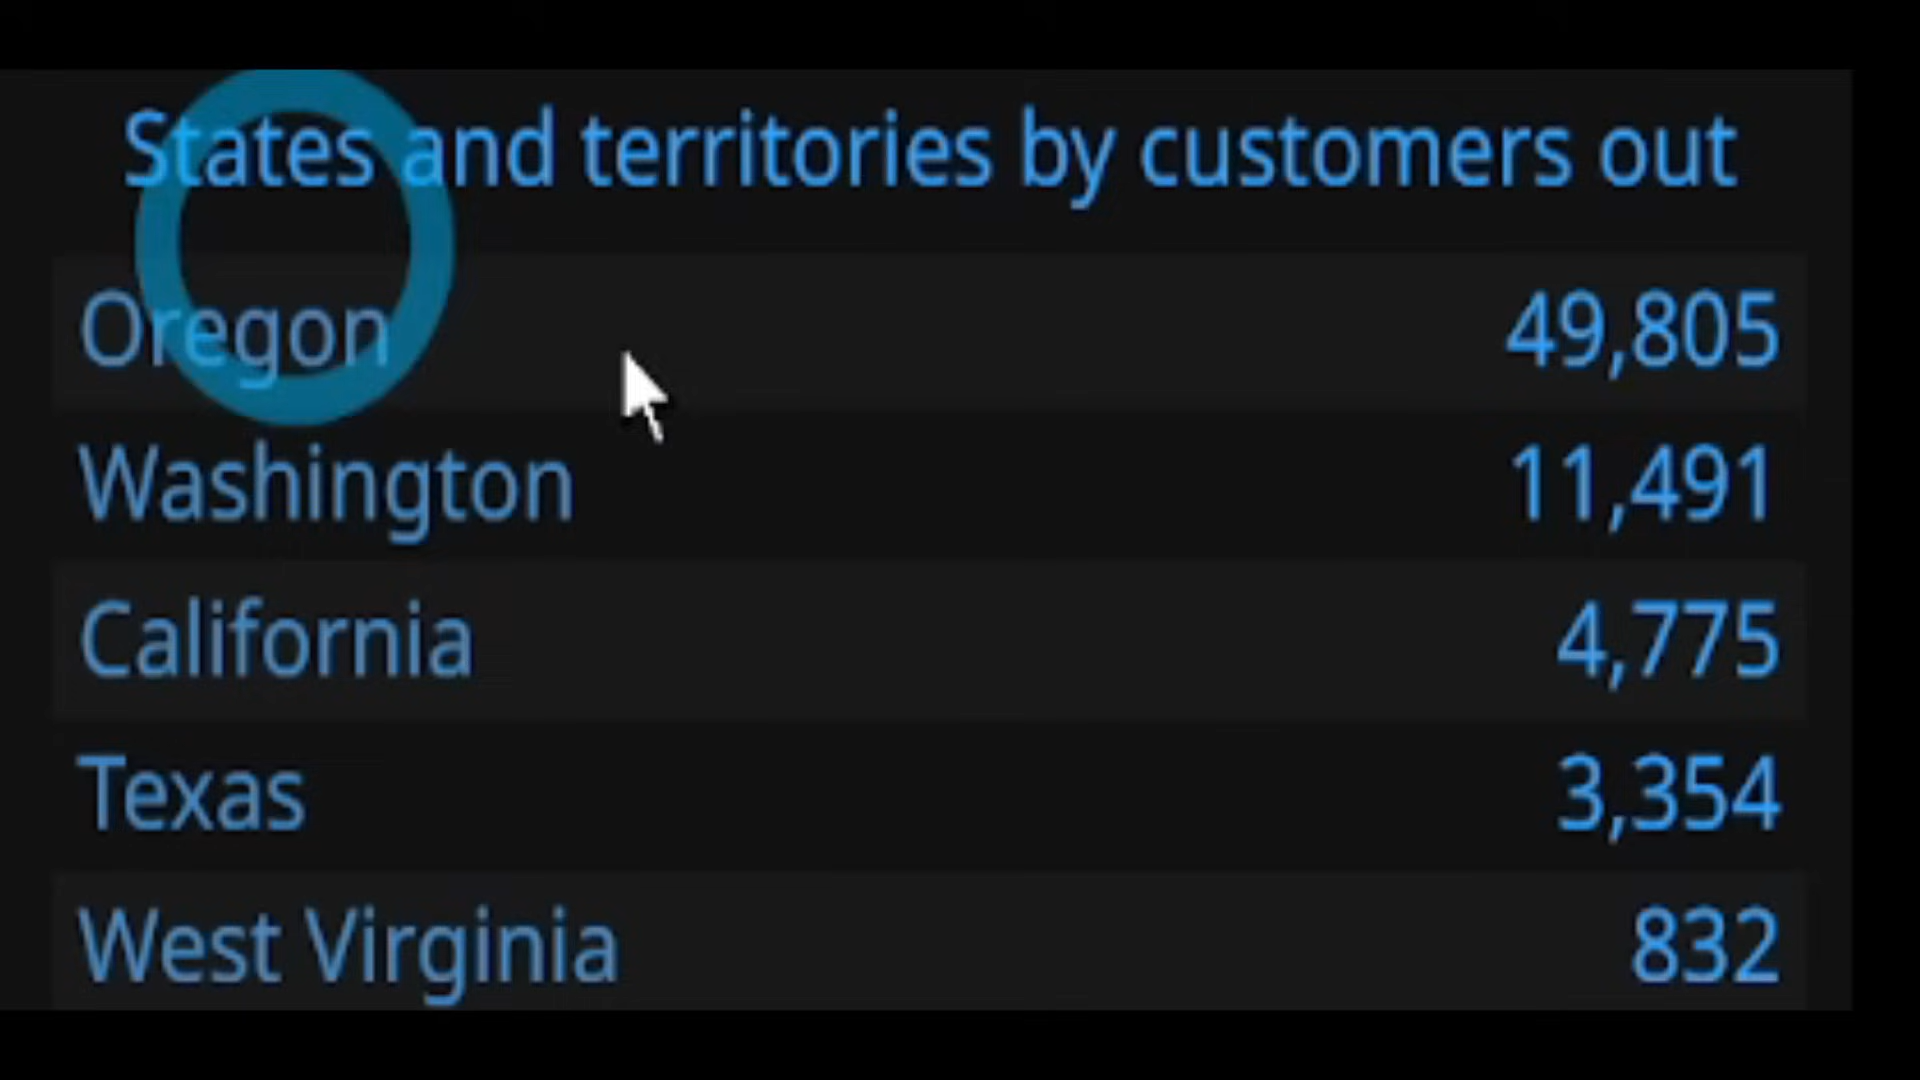 States and territories by customers out
Oregon 49,805
Washington 11,491
California 4,775
Texas 3,354
West Virginia 832